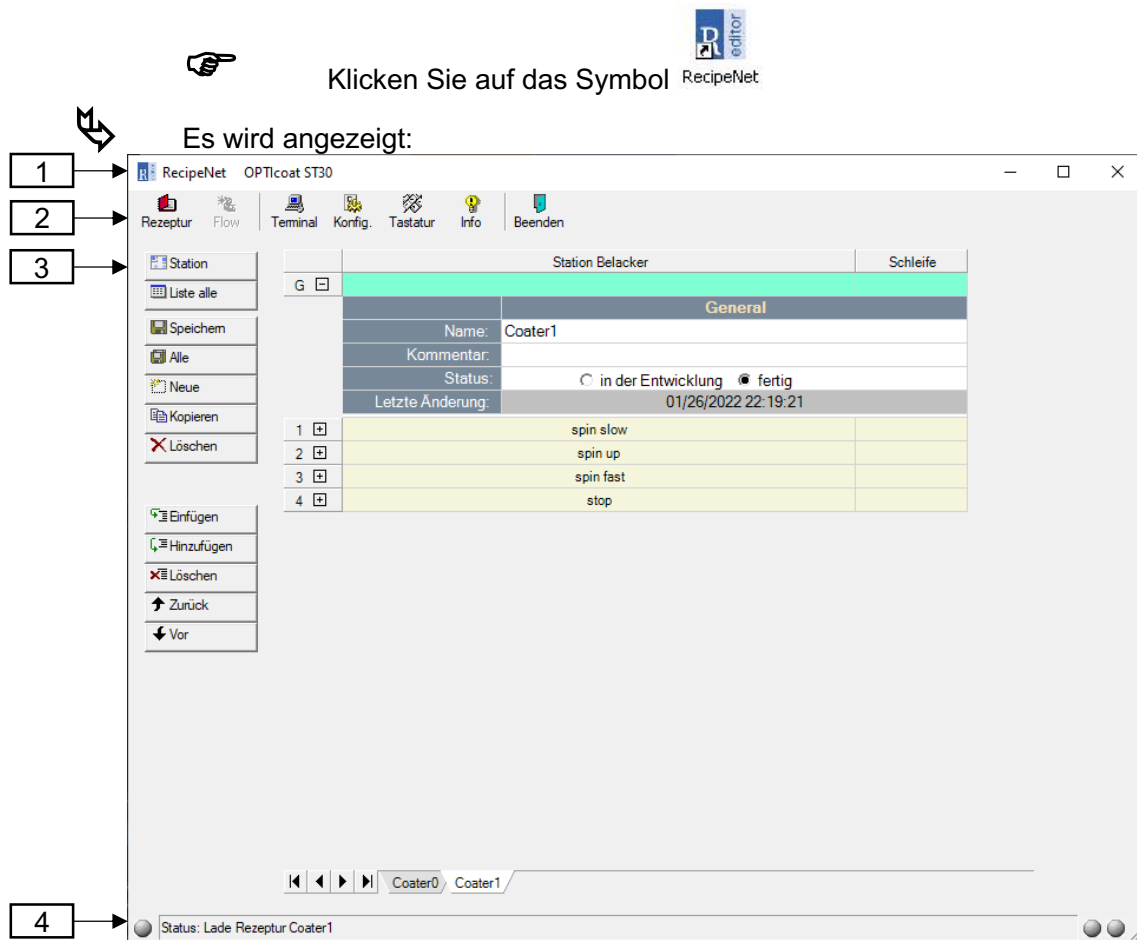 R editor
Klicken Sie auf das Symbol RecipeNet
Es wird angezeigt:
1
RecipeNet OPTIcoat ST30
2
Rezeptur Flow Terminal Konfig. Tastatur Info Beenden
3
Station
Liste alle
Speichern
Alle
Neue
Kopieren
Löschen
Einfügen
Hinzufügen
Löschen
Zurück
Vor
Station Belacker Schleife
G
General
Name: Coater1
Kommentar:
Status: in der Entwicklung fertig
Letzte Änderung: 01/26/2022 22:19:21
1 spin slow
2 spin up
3 spin fast
4 stop
Coater0 Coater1
4
Status: Lade Rezeptur Coater1